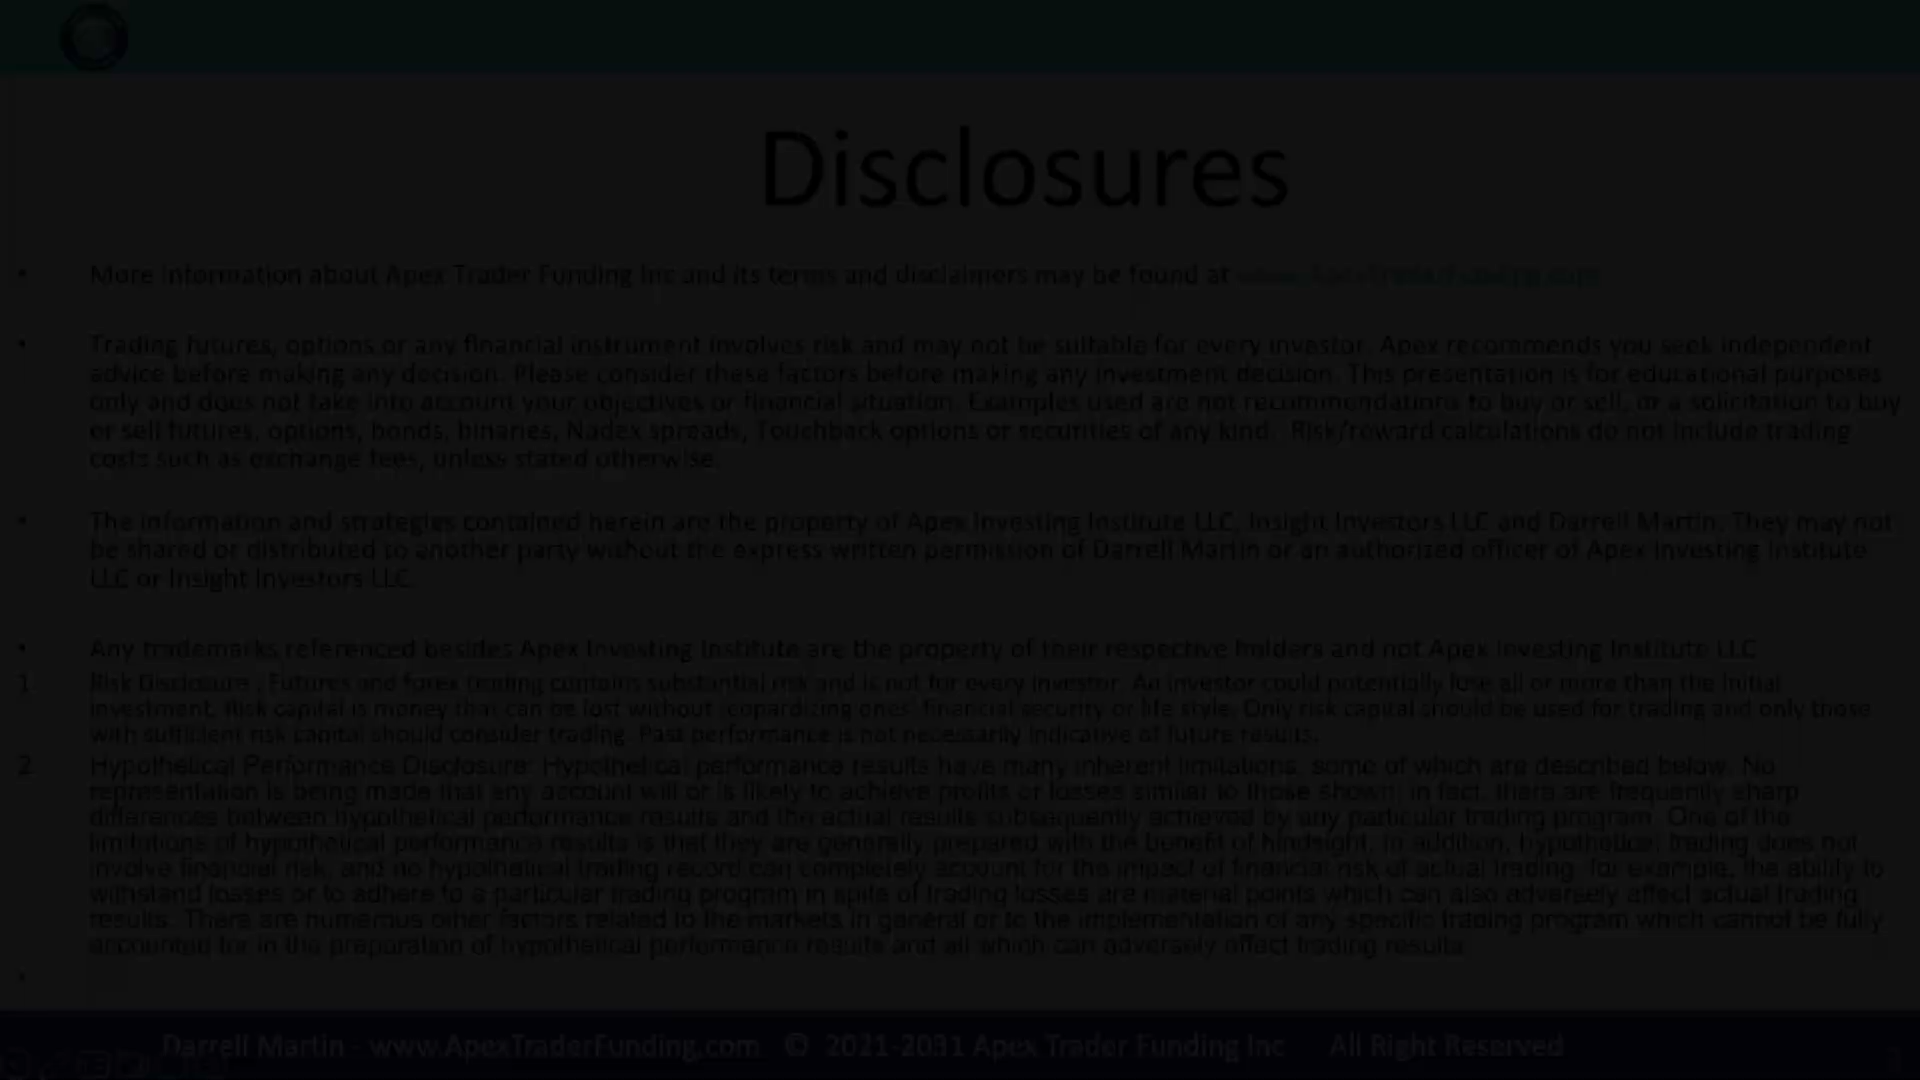 Disclosures
• More information about Apex Trader Funding Inc and its terms and disclaimers may be found at www.ApexTraderFunding.com
• Trading futures, options or any financial instrument involves risk and may not be suitable for every investor. Apex recommends you seek independent
advice before making any decision. Please consider these factors before making any investment decision. This presentation is for educational purposes
only and does not take into account your objectives or financial situation. Examples used are not recommendations to buy or sell, or a solicitation to buy
or sell futures, options, bonds, binaries, Nadex spreads, Touchback options or securities of any kind. Risk/reward calculations do not include trading
costs such as exchange fees, unless stated otherwise.
• The information and strategies contained herein are the property of Apex Investing Institute LLC, Insight Investors LLC and Darrell Martin. They may not
be shared or distributed to another party without the express written permission of Darrell Martin or an authorized officer of Apex Investing Institute
LLC or Insight Investors LLC.
• Any trademarks referenced besides Apex Investing Institute are the property of their respective holders and not Apex Investing Institute LLC
1 Risk Disclosure : Futures and forex trading contains substantial risk and is not for every investor. An investor could potentially lose all or more than the initial
investment. Risk capital is money that can be lost without jeopardizing ones' financial security or life style. Only risk capital should be used for trading and only those
with sufficient risk capital should consider trading. Past performance is not necessarily indicative of future results.
2 Hypothetical Performance Disclosure: Hypothetical performance results have many inherent limitations, some of which are described below. No
representation is being made that any account will or is likely to achieve profits or losses similar to those shown; in fact, there are frequently sharp
differences between hypothetical performance results and the actual results subsequently achieved by any particular trading program. One of the
limitations of hypothetical performance results is that they are generally prepared with the benefit of hindsight. In addition, hypothetical trading does not
involve financial risk, and no hypothetical trading record can completely account for the impact of financial risk of actual trading. for example, the ability to
withstand losses or to adhere to a particular trading program in spite of trading losses are material points which can also adversely affect actual trading
results. There are numerous other factors related to the markets in general or to the implementation of any specific trading program which cannot be fully
accounted for in the preparation of hypothetical performance results and all which can adversely affect trading results.
Darrell Martin - www.ApexTraderFunding.com © 2021-2031 Apex Trader Funding Inc All Right Reserved